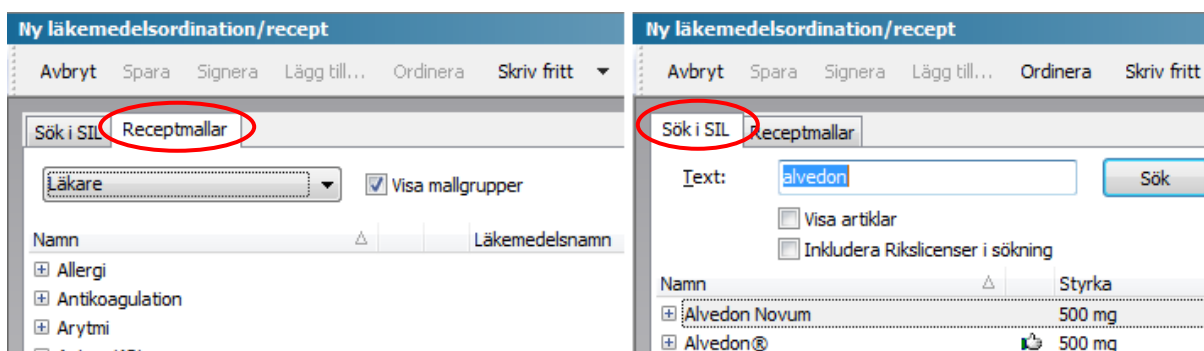 Ny läkemedelsordination/recept
Avbryt Spara Signera Lägg till... Ordinera Skriv fritt
Sök i SIL Receptmallar
Läkare Visa mallgrupper
Namn Läkemedelsnamn
Allergi
Antikoagulation
Arytmi
Ny läkemedelsordination/recept
Avbryt Spara Signera Lägg till... Ordinera Skriv fritt
Sök i SIL Receptmallar
Text: alvedon Sök
Visa artiklar
Inkludera Rikslicenser i sökning
Namn Styrka
Alvedon Novum 500 mg
Alvedon® 500 mg